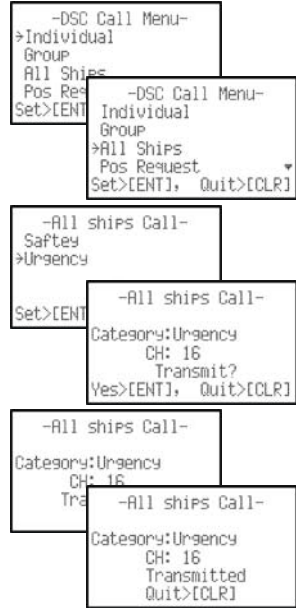 -DSC Call Menu-
→Individual
Group
All Ships
Pos Req
Set>[ENT
-DSC Call Menu-
Individual
Group
→All Ships
Pos Request ▼
Set>[ENT], Quit>[CLR]
-All ships Call-
Saftey
→Urgency
Set>[ENT
-All ships Call-
Category:Urgency
CH: 16
Transmit?
Yes>[ENT], Quit>[CLR]
-All ships Call-
Category:Urgency
CH: 16
Tra
-All ships Call-
Category:Urgency
CH: 16
Transmitted
Quit>[CLR]